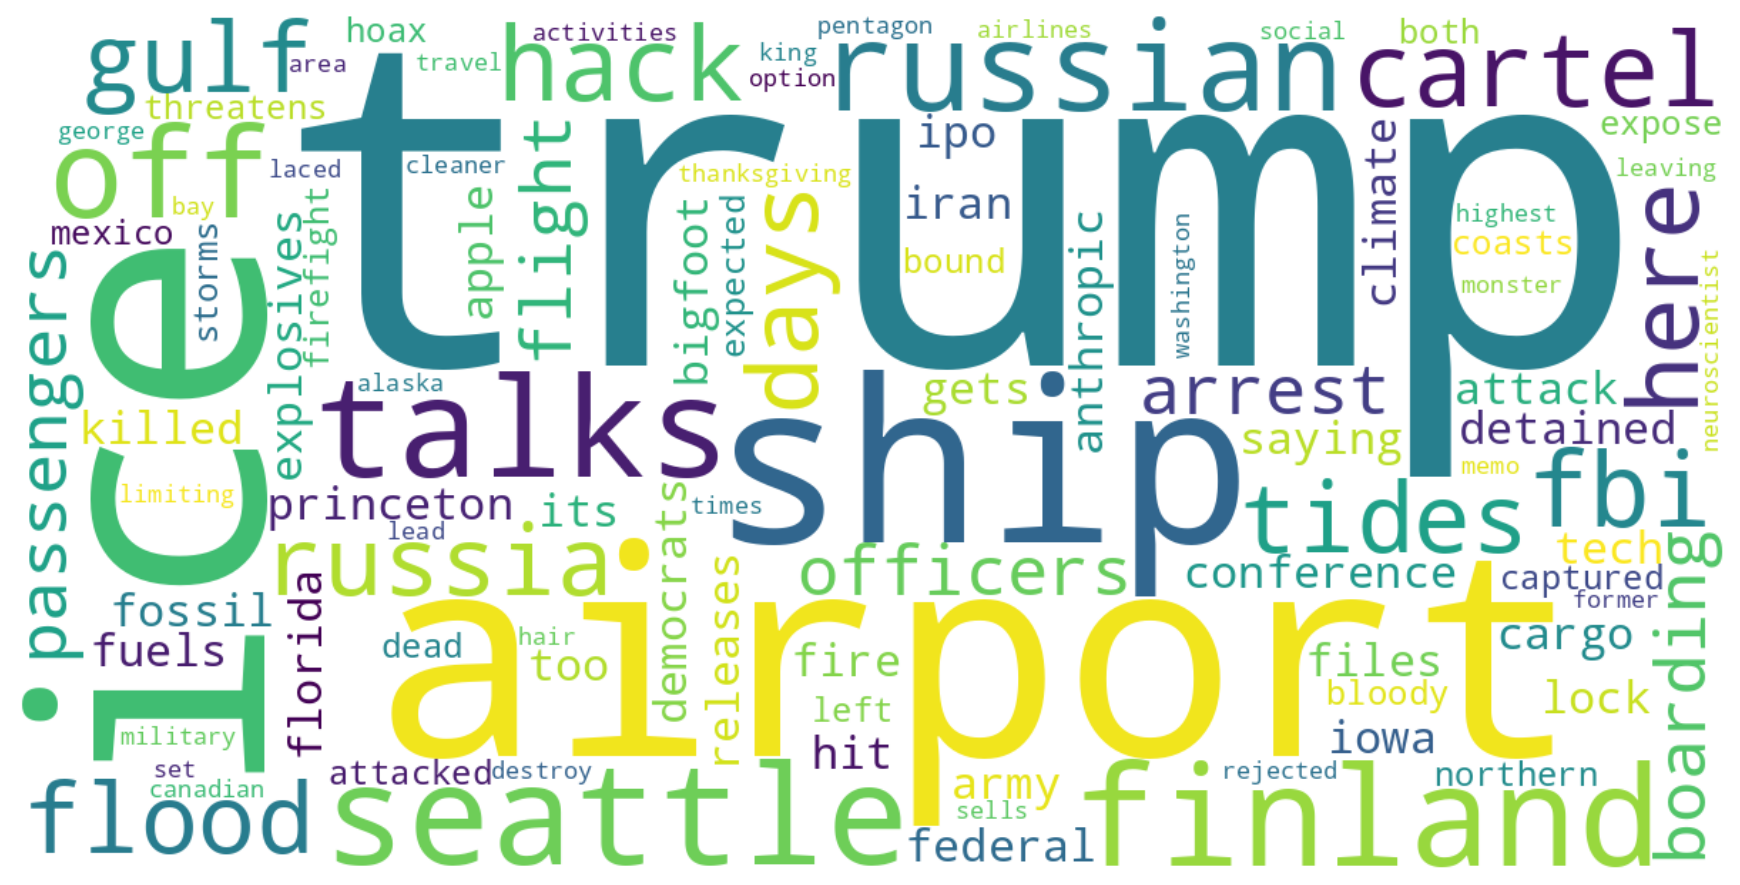 gulf
hoax
area
travel
hack
activities
king
option
pentagon
russian
airlines
social
both
cartel
threatens
george
off
laced
cleaner
trump
ipo
expose
leaving
bay
mexico
storms
explosives
firefight
apple
flight
thanksgiving
bigfoot
expected
days
iran
bound
anthropic
washington
climate
highest
coasts
monster
here
neuroscientist
passengers
ice
killed
limiting
alaska
talks
ship
gets
arrest
saying
attack
detained
memo
fbi
princeton
lead
its
democrats
times
tides
tech
russia
officers
conference
captured
former
boarding
fossil
fuels
florida
dead
hair
too
releases
airport
fire
left
hit
files
bloody
iowa
cargo
lock
military
set
canadian
flood
attacked
destroy
seattle
army
sells
federal
rejected
northern
finland